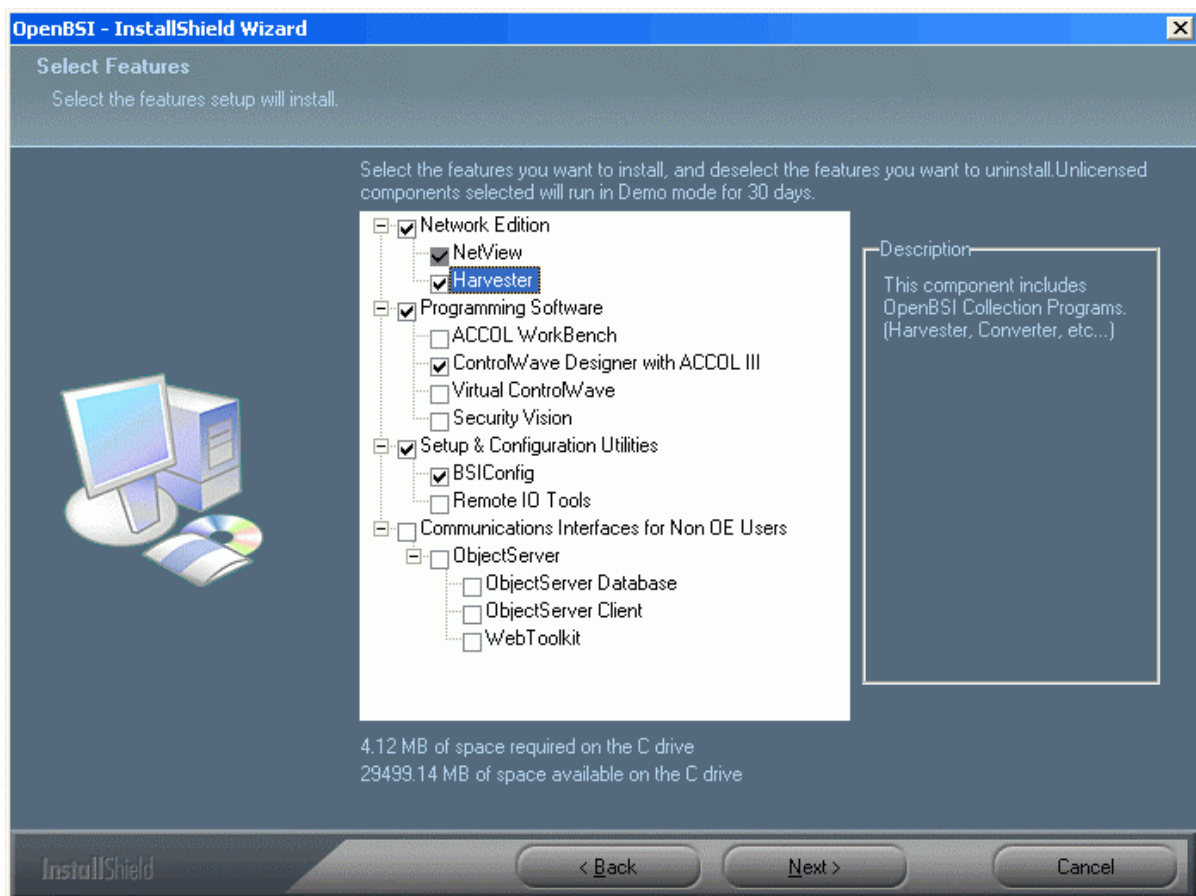 OpenBSI - InstallShield Wizard
Select Features
Select the features setup will install.
Select the features you want to install, and deselect the features you want to uninstall.Unlicensed
components selected will run in Demo mode for 30 days.
Network Edition
NetView
Harvester
Programming Software
ACCOL WorkBench
ControlWave Designer with ACCOL III
Virtual ControlWave
Security Vision
Setup & Configuration Utilities
BSIConfig
Remote IO Tools
Communications Interfaces for Non OE Users
ObjectServer
ObjectServer Database
ObjectServer Client
WebToolkit
Description
This component includes
OpenBSI Collection Programs.
(Harvester, Converter, etc...)
4.12 MB of space required on the C drive
29499.14 MB of space available on the C drive
InstallShield
< Back
Next >
Cancel